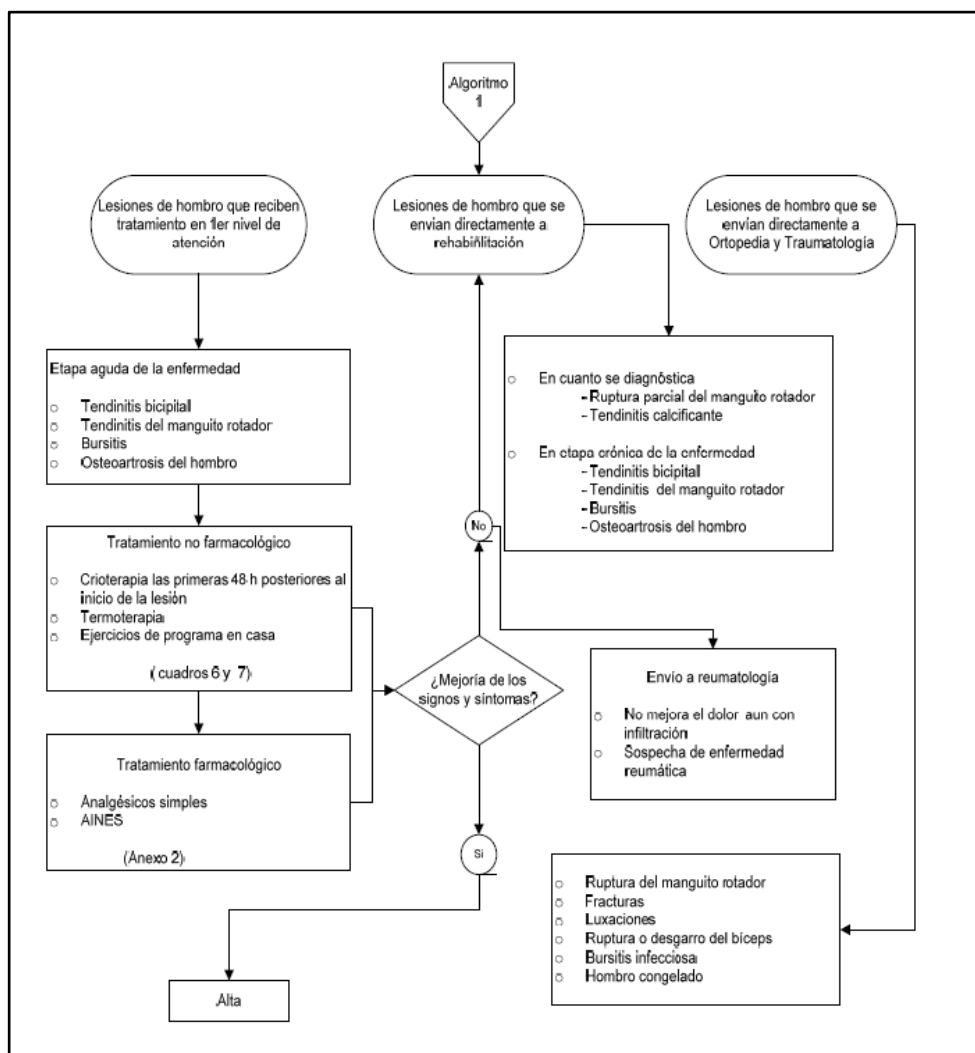 Algoritmo
1
Lesiones de hombro que reciben
tratamiento en 1er nivel de
atención
Lesiones de hombro que se
envían directamente a
rehabiñlitación
Lesiones de hombro que se
envían directamente a
Ortopedia y Traumatología
Etapa aguda de la enfermedad
Tendinitis bicipital
Tendinitis del manguito rotador
Bursitis
Osteoartrosis del hombro
En cuanto se diagnóstica
- Ruptura parcial del manguito rotador
- Tendinitis calcificante
En etapa crónica de la enfermedad
- Tendinitis bicipital
- Tendinitis del manguito rotador
- Bursitis
- Osteoartrosis del hombro
Tratamiento no farmacológico
Crioterapia las primeras 48 h posteriores al
inicio de la lesión
Termoterapia
Ejercicios de programa en casa
( cuadros 6 y 7)
No
¿Mejoría de los
signos y síntomas?
Envío a reumatología
No mejora el dolor aun con
infiltración
Sospecha de enfermedad
reumática
Tratamiento farmacológico
Analgésicos simples
AINES
(Anexo 2)
Si
Ruptura del manguito rotador
Fracturas
Luxaciones
Ruptura o desgarro del bíceps
Bursitis infecciosa
Hombro congelado
Alta